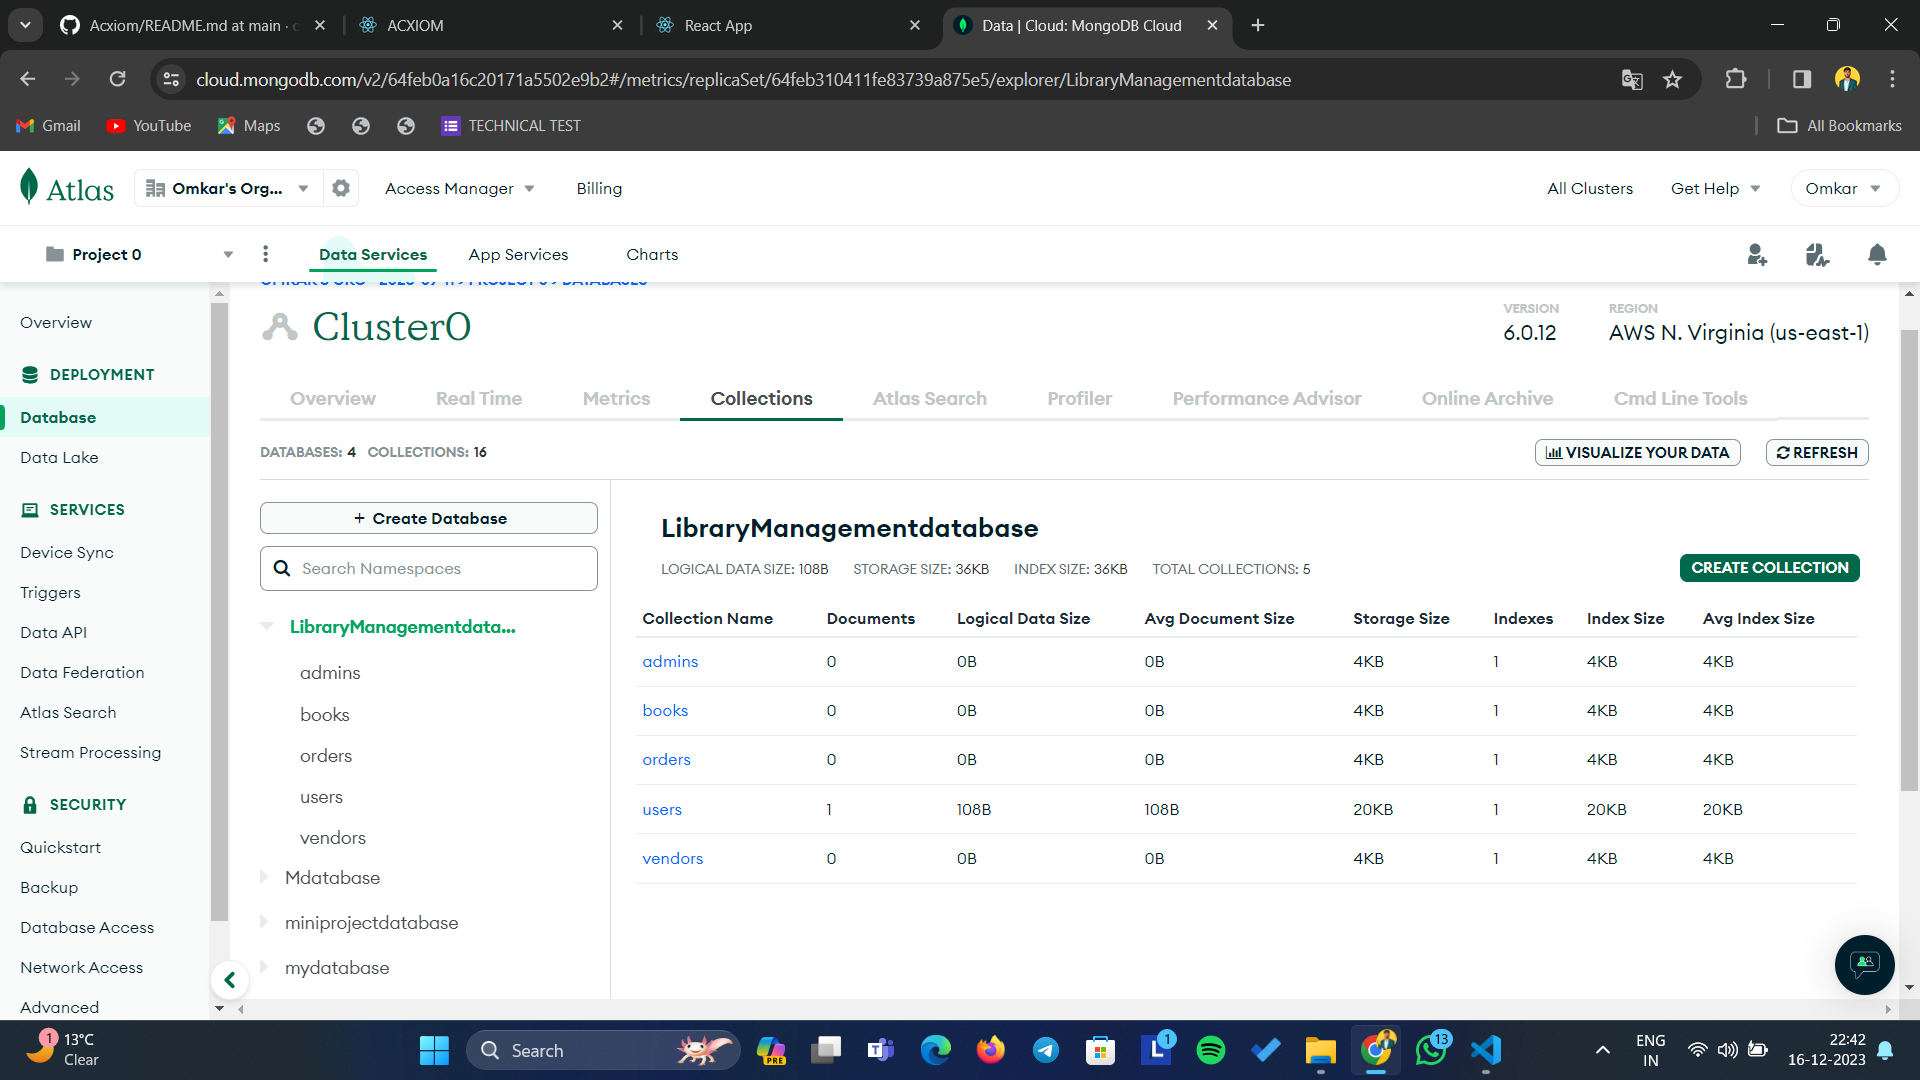 Acxiom/README.md at main · c
ACXIOM
React App
Data | Cloud: MongoDB Cloud
cloud.mongodb.com/v2/64feb0a16c20171a5502e9b2#/metrics/replicaSet/64feb310411fe83739a875e5/explorer/LibraryManagementdatabase
Gmail
YouTube
Maps
TECHNICAL TEST
All Bookmarks
Atlas
Omkar's Org...
Access Manager
Billing
All Clusters
Get Help
Omkar
Project 0
Data Services
App Services
Charts
Overview
DEPLOYMENT
Database
Data Lake
SERVICES
Device Sync
Triggers
Data API
Data Federation
Atlas Search
Stream Processing
SECURITY
Quickstart
Backup
Database Access
Network Access
Advanced
Cluster0
VERSION
6.0.12
REGION
AWS N. Virginia (us-east-1)
Overview
Real Time
Metrics
Collections
Atlas Search
Profiler
Performance Advisor
Online Archive
Cmd Line Tools
DATABASES: 4 COLLECTIONS: 16
VISUALIZE YOUR DATA
REFRESH
+ Create Database
Search Namespaces
LibraryManagementdata...
admins
books
orders
users
vendors
Mdatabase
miniprojectdatabase
mydatabase
LibraryManagementdatabase
LOGICAL DATA SIZE: 108B STORAGE SIZE: 36KB INDEX SIZE: 36KB TOTAL COLLECTIONS: 5
CREATE COLLECTION
Collection Name Documents Logical Data Size Avg Document Size Storage Size Indexes Index Size Avg Index Size
admins 0 0B 0B 4KB 1 4KB 4KB
books 0 0B 0B 4KB 1 4KB 4KB
orders 0 0B 0B 4KB 1 4KB 4KB
users 1 108B 108B 20KB 1 20KB 20KB
vendors 0 0B 0B 4KB 1 4KB 4KB
1
13°C
Clear
Search
PRE
1
13
ENG
IN
22:42
16-12-2023